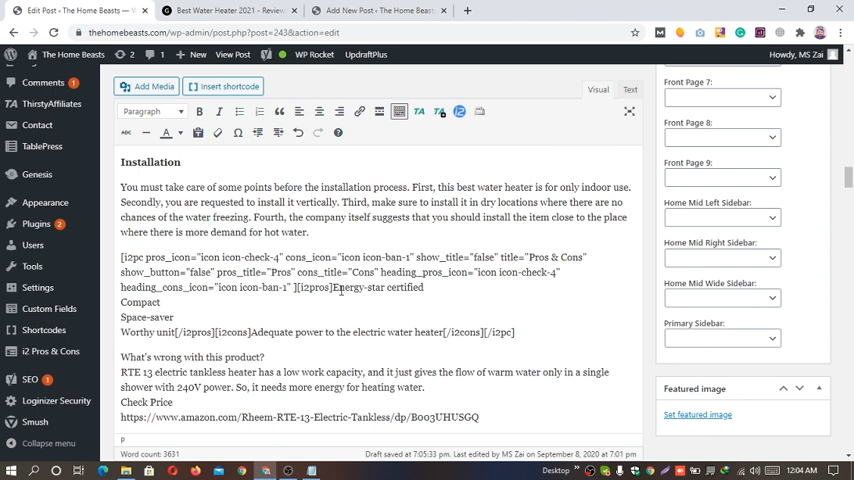 Edit Post ‹ The Home Beasts — W
Best Water Heater 2021 - Review
Add New Post ‹ The Home Beasts
thehomebeasts.com/wp-admin/post.php?post=243&action=edit
The Home Beasts
2
1
New
View Post
WP Rocket
UpdraftPlus
Howdy, MS Zai
Comments 1
ThirstyAffiliates
Contact
TablePress
Genesis
Appearance
Plugins 2
Users
Tools
Settings
Custom Fields
Shortcodes
i2 Pros & Cons
SEO 1
Loginizer Security
Smush
Collapse menu
Add Media
Insert shortcode
Visual
Text
Paragraph
B
I
TA
TA
ABC
A
Installation
You must take care of some points before the installation process. First, this best water heater is for only indoor use.
Secondly, you are requested to install it vertically. Third, make sure to install it in dry locations where there are no
chances of the water freezing. Fourth, the company itself suggests that you should install the item close to the place
where there is more demand for hot water.
[i2pc pros_icon="icon icon-check-4" cons_icon="icon icon-ban-1" show_title="false" title="Pros & Cons"
show_button="false" pros_title="Pros" cons_title="Cons" heading_pros_icon="icon icon-check-4"
heading_cons_icon="icon icon-ban-1" ][i2pros]Energy-star certified
Compact
Space-saver
Worthy unit[/i2pros][i2cons]Adequate power to the electric water heater[/i2cons][/i2pc]
What's wrong with this product?
RTE 13 electric tankless heater has a low work capacity, and it just gives the flow of warm water only in a single
shower with 240V power. So, it needs more energy for heating water.
Check Price
https://www.amazon.com/Rheem-RTE-13-Electric-Tankless/dp/B003UHUSGQ
P
Word count: 3631
Draft saved at 7:05:33 pm. Last edited by MS Zai on September 8, 2020 at 7:01 pm
Front Page 7:
Front Page 8:
Front Page 9:
Home Mid Left Sidebar:
Home Mid Right Sidebar:
Home Mid Wide Sidebar:
Primary Sidebar:
Featured image
Set featured image
Desktop
12:04 AM